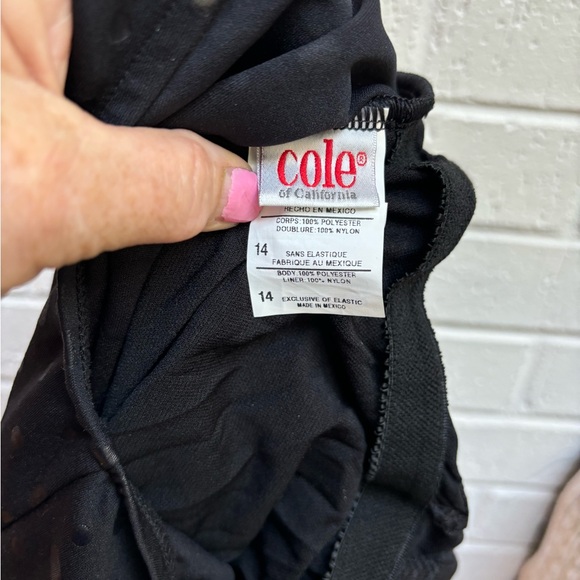 cole®
of California
HECHO EN MEXICO
CORPS:100% POLYESTER
DOUBLURE:100% NYLON
14 SANS ELASTIQUE
FABRIQUE AU MEXIQUE
BODY:100% POLYESTER
LINER:100% NYLON
14 EXCLUSIVE OF ELASTIC
MADE IN MEXICO